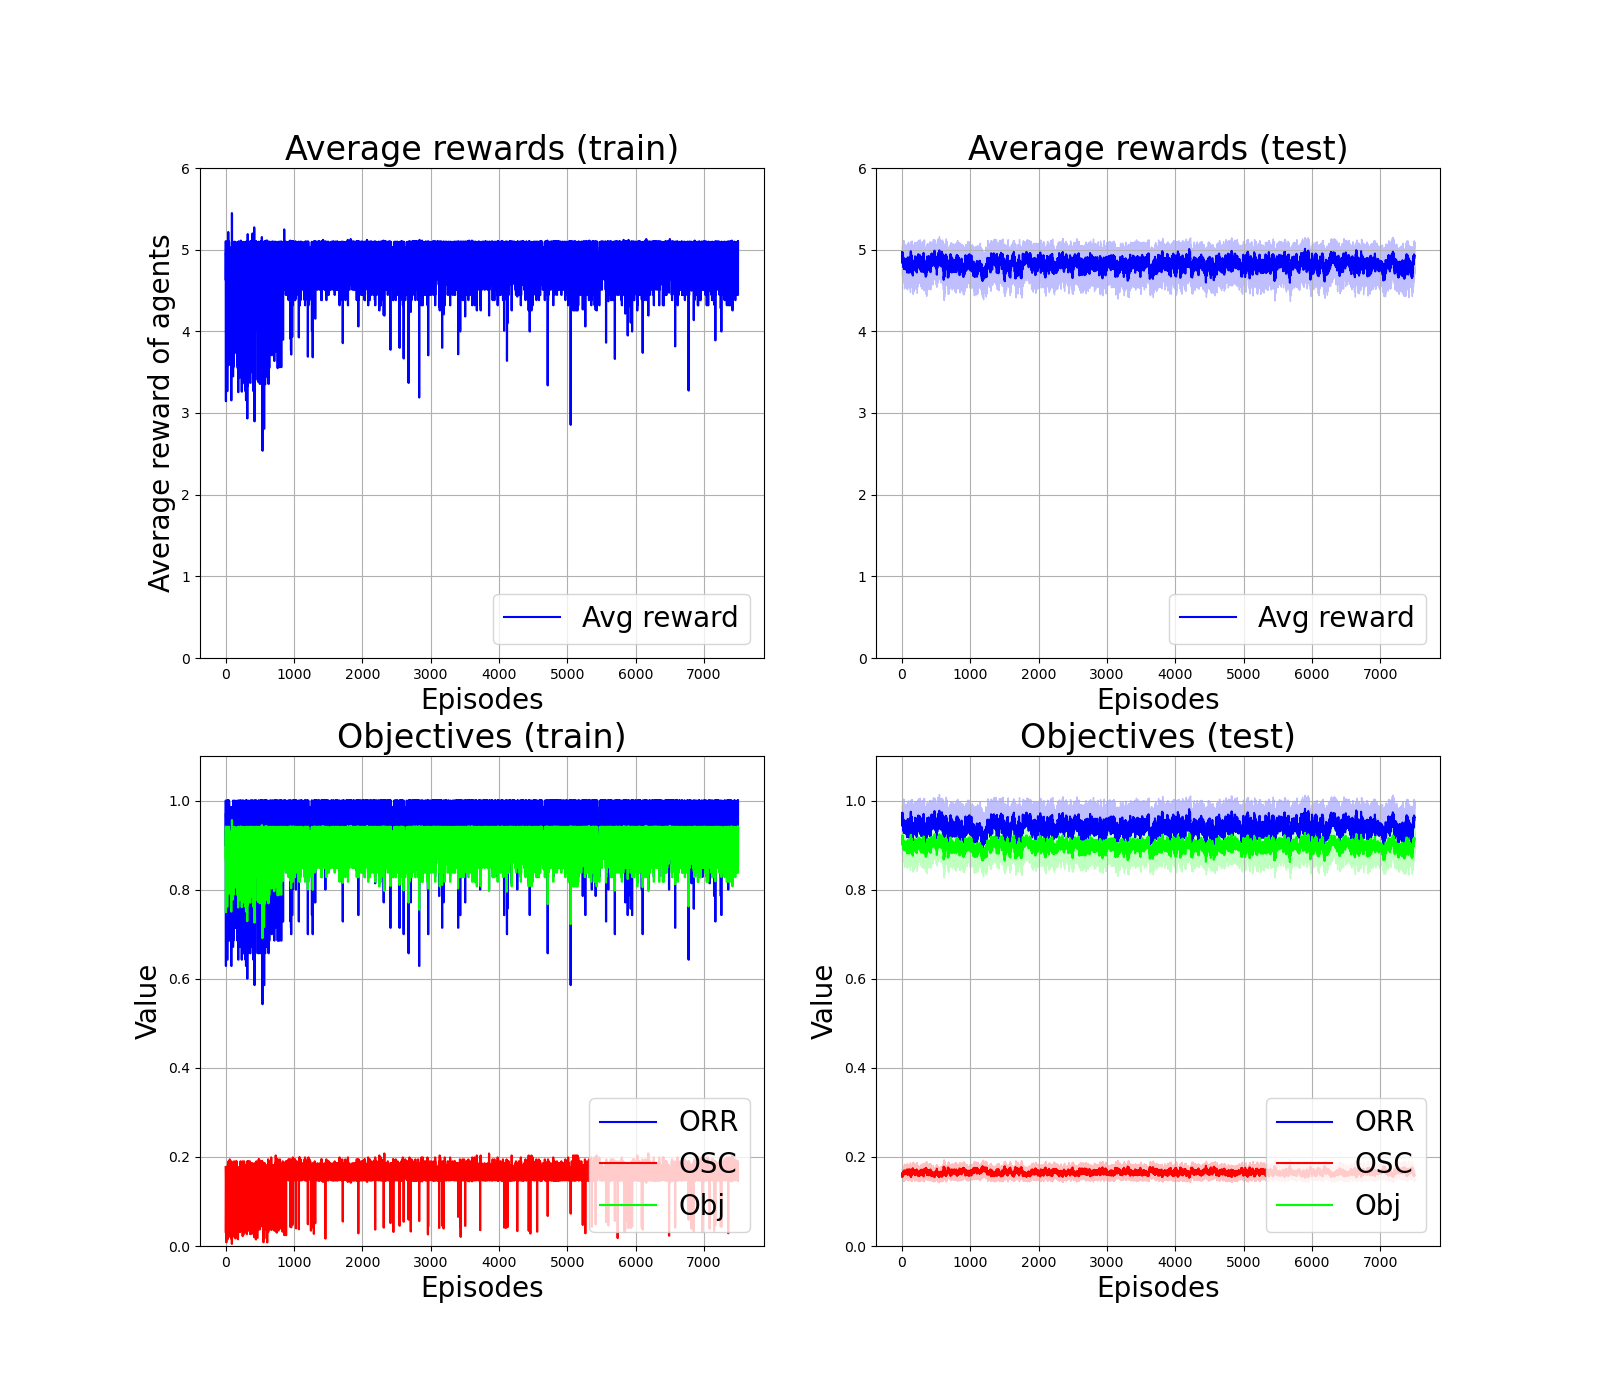 Average rewards (train)
Average reward of agents
6
5
4
3
2
1
0
0 1000 2000 3000 4000 5000 6000 7000
Episodes
Avg reward
Average rewards (test)
6
5
4
3
2
1
0
0 1000 2000 3000 4000 5000 6000 7000
Episodes
Avg reward
Objectives (train)
Value
1.0
0.8
0.6
0.4
0.2
0.0
0 1000 2000 3000 4000 5000 6000 7000
Episodes
ORR
OSC
Obj
Objectives (test)
Value
1.0
0.8
0.6
0.4
0.2
0.0
0 1000 2000 3000 4000 5000 6000 7000
Episodes
ORR
OSC
Obj